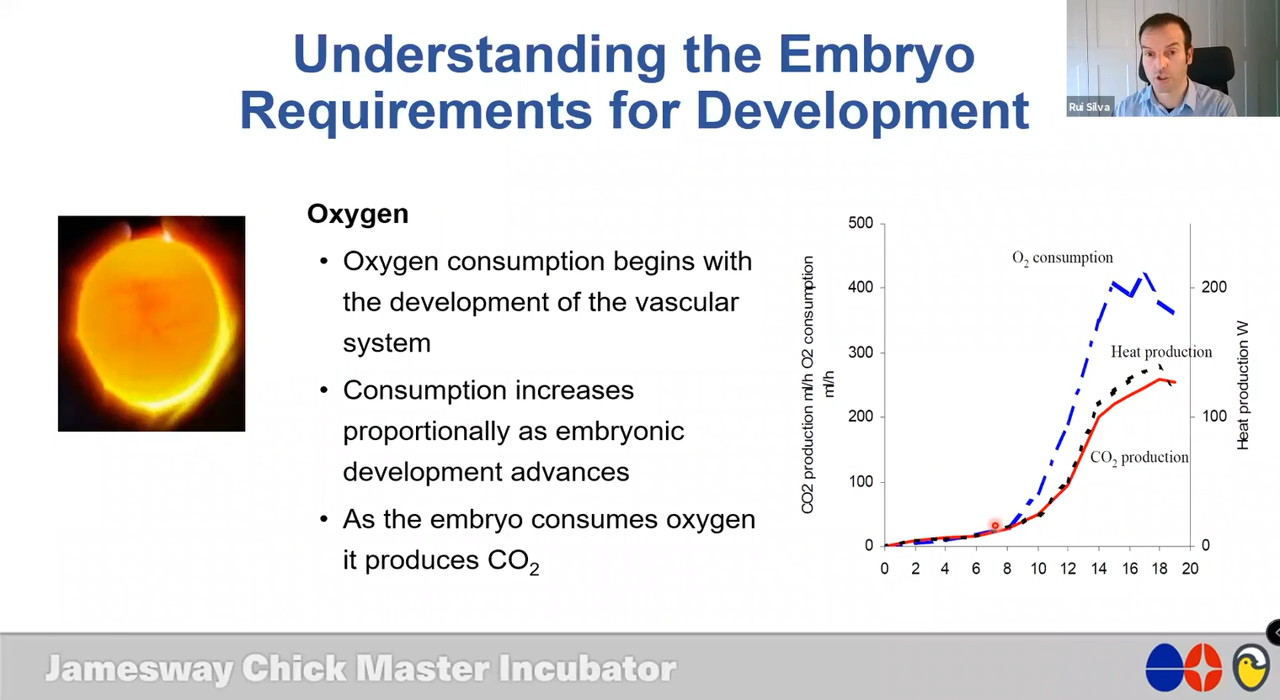 Understanding the Embryo
Requirements for Development
Rui Silva
Oxygen
• Oxygen consumption begins with
the development of the vascular
system
• Consumption increases
proportionally as embryonic
development advances
• As the embryo consumes oxygen
it produces CO₂
CO2 production ml/h O2 consumption
ml/h
500
400
300
200
100
0
O₂ consumption
Heat production
CO₂ production
200
100
0
Heat production W
0 2 4 6 8 10 12 14 16 18 20
Jamesway Chick Master Incubator